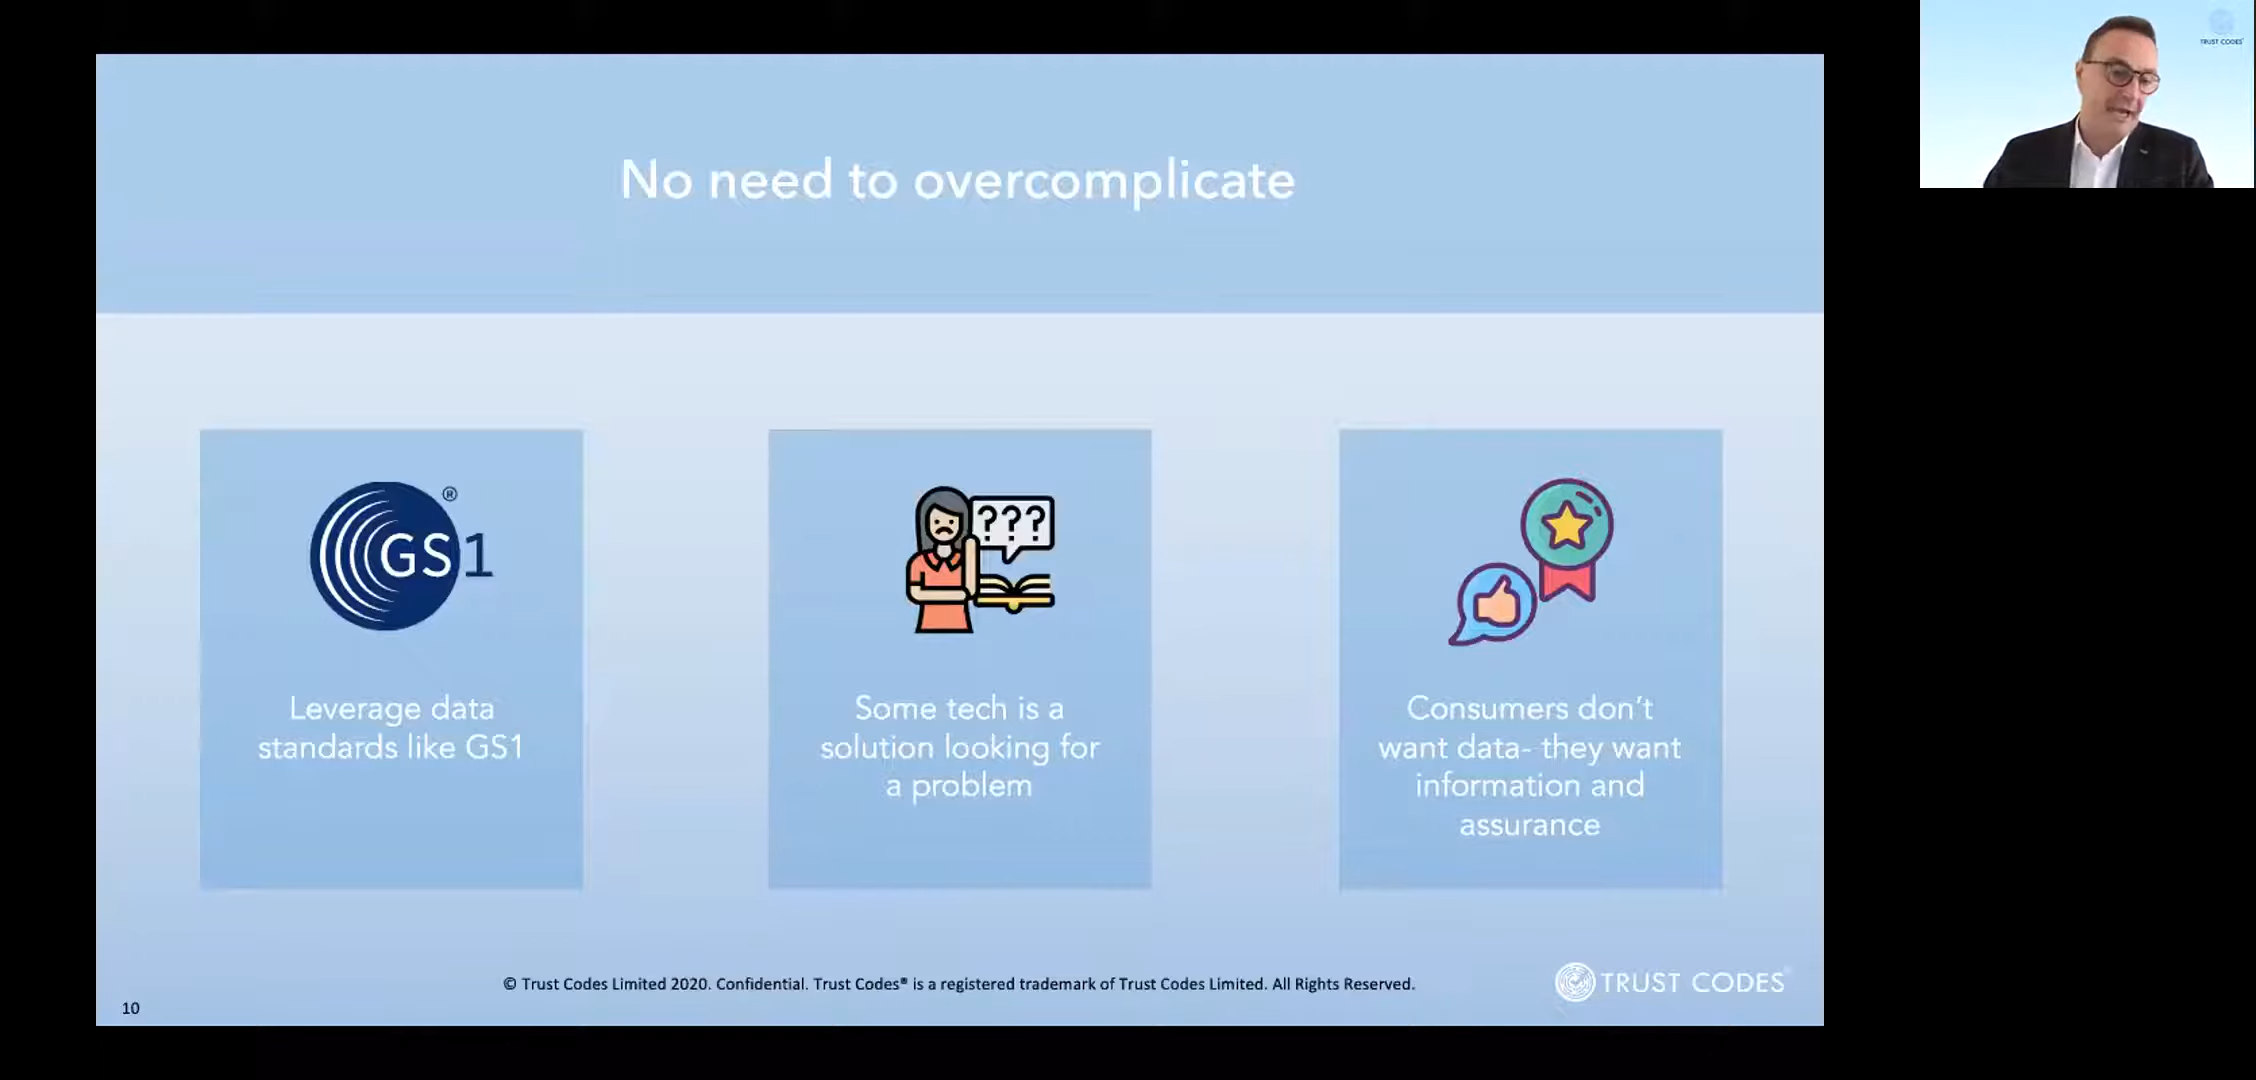 TRUST CODES
No need to overcomplicate
GS1®
Leverage data
standards like GS1
???
Some tech is a
solution looking for
a problem
Consumers don't
want data- they want
information and
assurance
© Trust Codes Limited 2020. Confidential. Trust Codes® is a registered trademark of Trust Codes Limited. All Rights Reserved.
TRUST CODES®
10